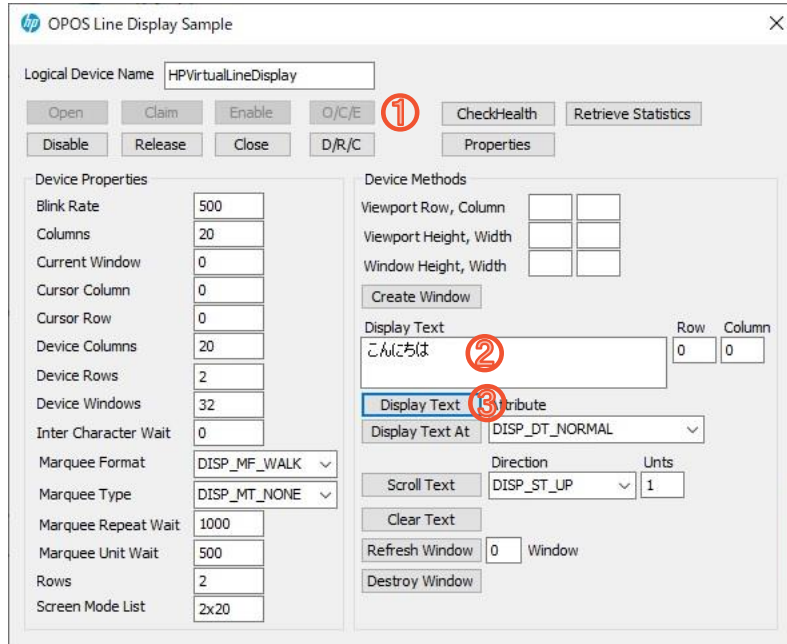 hp OPOS Line Display Sample
Logical Device Name HPVirtualLineDisplay
Open Claim Enable O/C/E ① CheckHealth Retrieve Statistics
Disable Release Close D/R/C Properties
Device Properties
Blink Rate 500
Columns 20
Current Window 0
Cursor Column 0
Cursor Row 0
Device Columns 20
Device Rows 2
Device Windows 32
Inter Character Wait 0
Marquee Format DISP_MF_WALK
Marquee Type DISP_MT_NONE
Marquee Repeat Wait 1000
Marquee Unit Wait 500
Rows 2
Screen Mode List 2x20
Device Methods
Viewport Row, Column
Viewport Height, Width
Window Height, Width
Create Window
Display Text Row Column
こんにちは ② 0 0
Display Text ③ Attribute
Display Text At DISP_DT_NORMAL
Direction Unts
Scroll Text DISP_ST_UP 1
Clear Text
Refresh Window 0 Window
Destroy Window